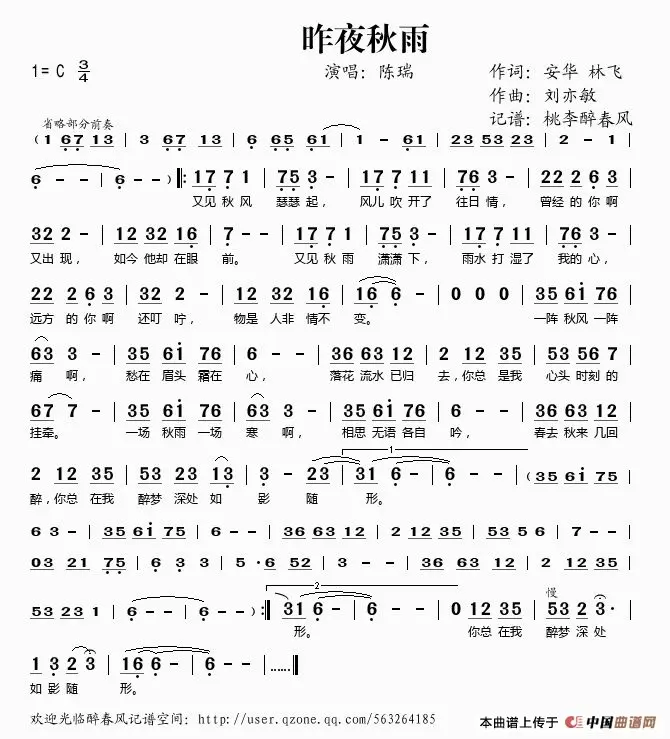 昨夜秋雨
1= C 3/4
演唱：陈瑞
作词：安华 林飞
作曲：刘亦敏
记谱：桃李醉春风
省略部分前奏
( 1 67 13 | 3 67 13 | 6 65 61 | 1 - 61 | 23 53 23 |
6 - - | 6 - - ) ‖: 17 7 1 | 75 3 - | 17 7 11 | 76 3 - | 22 2 6 3 |
又见 秋 风 瑟瑟 起， 风儿 吹 开了 往日 情， 曾经 的 你 啊
32 2 - | 12 32 16 | 7 - - | 17 7 1 | 75 3 - | 17 7 11 | 76 3 - |
又出 现， 如今 他却 在眼 前。 又见 秋 雨 潇潇 下， 雨水 打 湿了 我的 心，
22 2 6 3 | 32 2 - | 12 32 16 | 16 6 - | 0 0 0 | 35 6i 76 |
远方 的 你 啊 还叮 咛， 物是 人非 情不 变。 一阵 秋风 一阵
63 3 - | 35 6i 76 | 6 - - | 36 63 12 | 2 12 35 | 53 56 7 |
痛 啊， 愁在 眉头 霜在 心， 落花 流水 已归 去，你总 是我 心头 时刻 的
67 7 - | 35 6i 76 | 63 3 - | 35 6i 76 | 6 - - | 36 63 12 |
挂牵。 一场 秋雨 一场 寒 啊， 相思 无语 各自 吟， 春去 秋来 几回
1
2 12 35 | 53 23 13 | 3 - 23 | 31 6 - | 6 - - | (35 61 75 |
醉，你总 在我 醉梦 深处 如 影 随 形。
6 3 - | 35 6i 75 | 6 - - | 36 63 12 | 2 12 35 | 53 5 6 | 7 - - |
03 21 75 | 6 3 3 | 5 · 6 52 | 3 - - | 36 63 12 | 2 12 35 |
2
慢
53 23 1 | 6 - - | 6 - - ) :‖ 31 6 - | 6 - - | 0 12 35 | 53 2 3· |
形。 你总 在我 醉梦 深 处
1 3 2 3 | 16 6 - | 6 - - ‖ …… ‖
如 影 随 形。
欢迎光临醉春风记谱空间：http://user.qzone.qq.com/563264185
本曲谱上传于 中国曲谱网